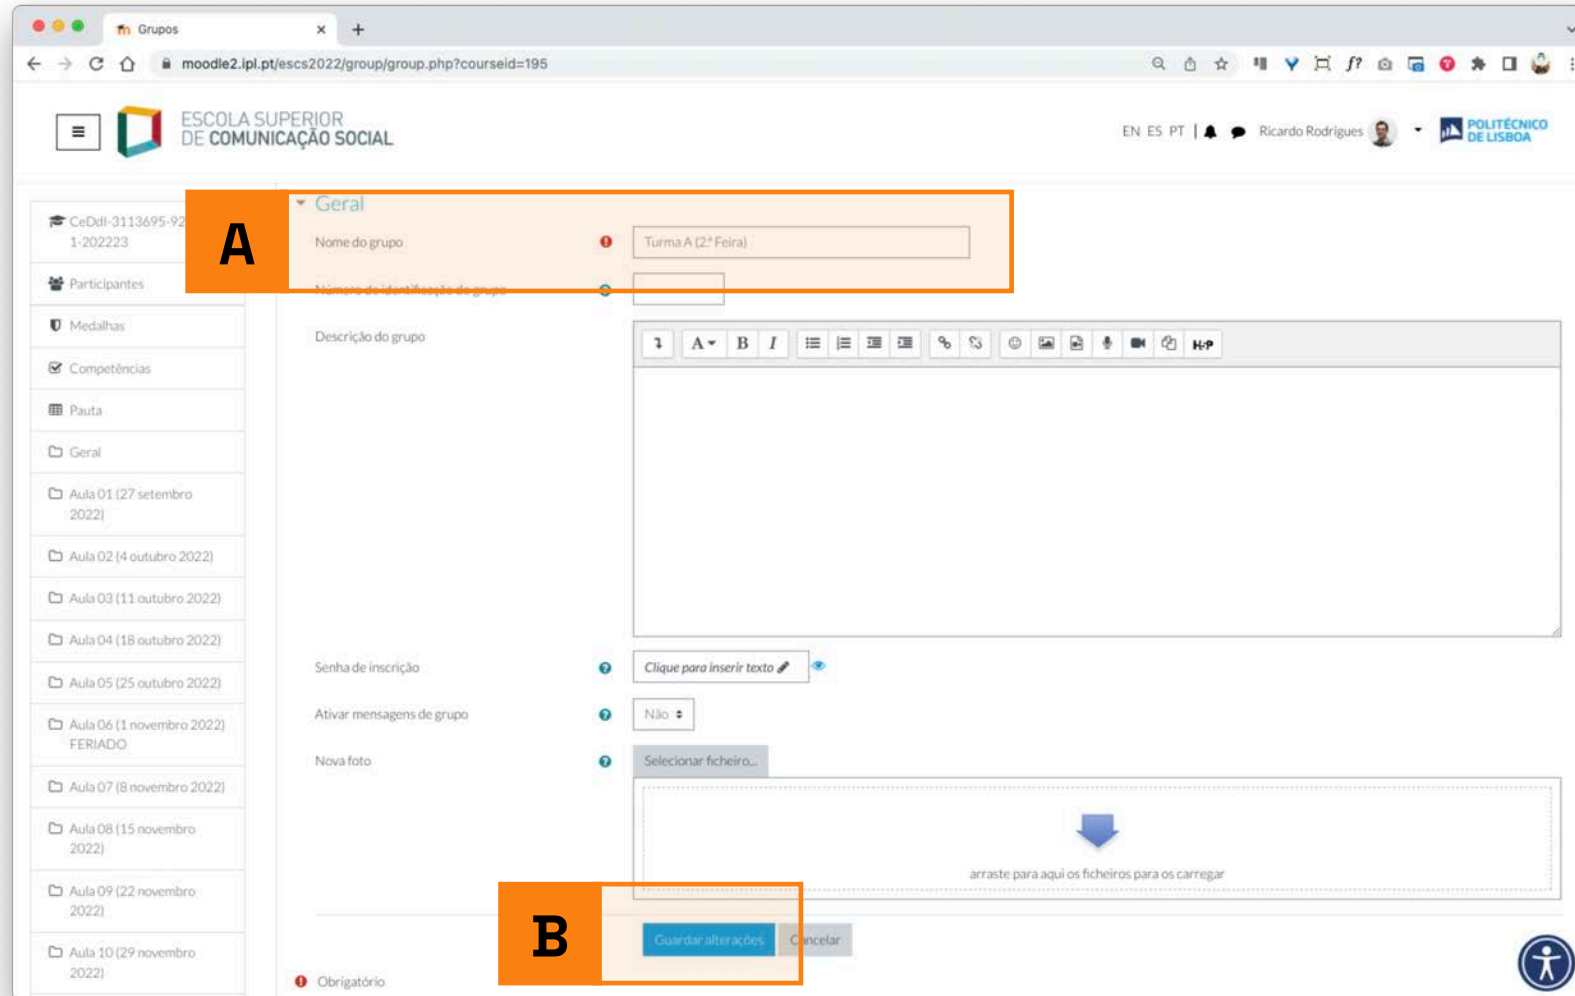 Grupos
moodle2.ipl.pt/escs2022/group/group.php?courseid=195
ESCOLA SUPERIOR
DE COMUNICAÇÃO SOCIAL
EN ES PT | Ricardo Rodrigues
POLITÉCNICO
DE LISBOA
CeDdI-3113695-92
1-202223
Participantes
Medalhas
Competências
Pauta
Geral
Aula 01 (27 setembro
2022)
Aula 02 (4 outubro 2022)
Aula 03 (11 outubro 2022)
Aula 04 (18 outubro 2022)
Aula 05 (25 outubro 2022)
Aula 06 (1 novembro 2022)
FERIADO
Aula 07 (8 novembro 2022)
Aula 08 (15 novembro
2022)
Aula 09 (22 novembro
2022)
Aula 10 (29 novembro
2022)
A
Geral
Nome do grupo
Turma A (2.ª Feira)
Número de identificação do grupo
Descrição do grupo
A B I H-P
Senha de inscrição
Clique para inserir texto
Ativar mensagens de grupo
Não
Nova foto
Selecionar ficheiro...
arraste para aqui os ficheiros para os carregar
B
Guardar alterações
Cancelar
Obrigatório